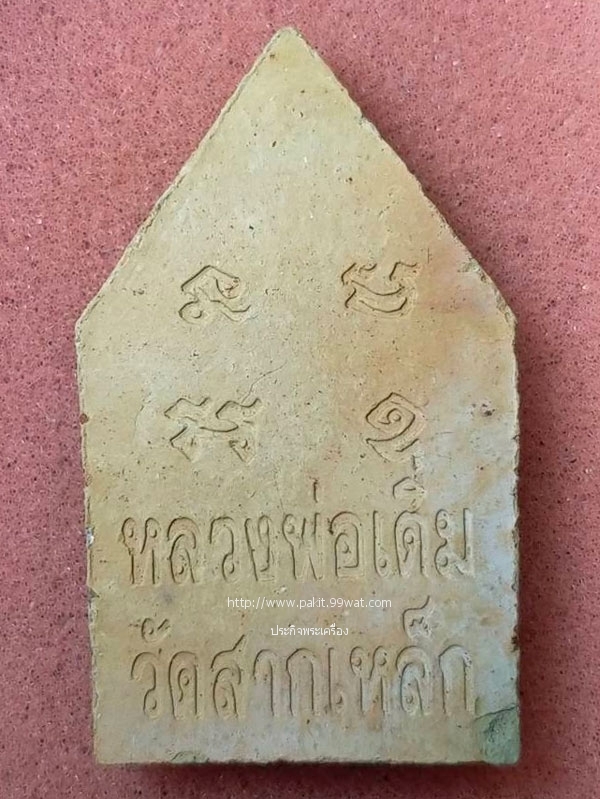 หลวงพ่อเต็ม
http://www.pakit.99wat.com
ประกิจพระเครื่อง
วัดสากเหล็ก